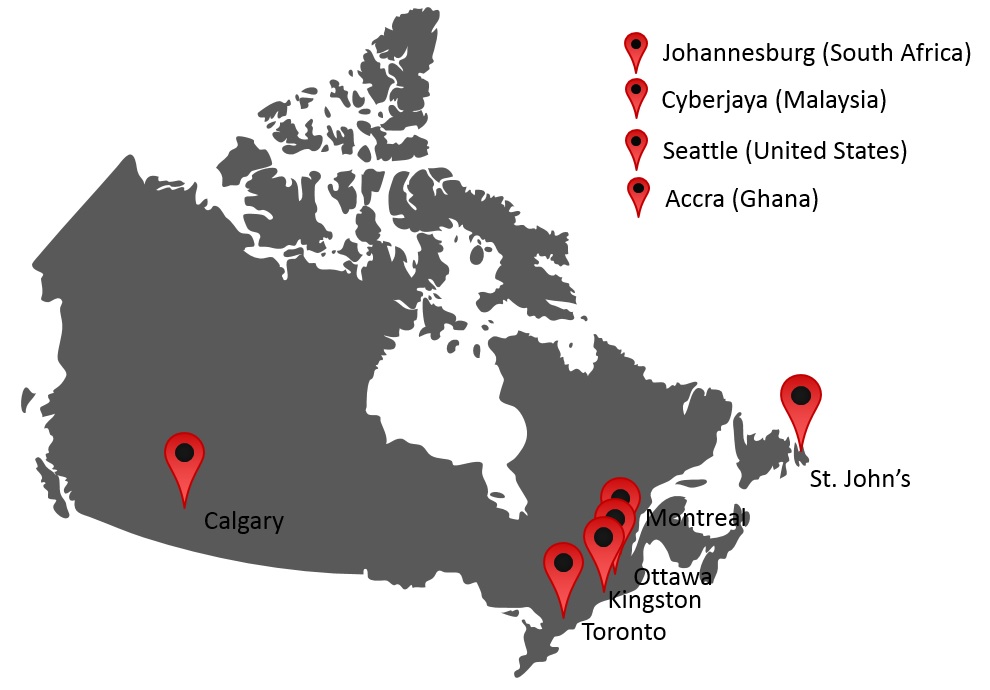 Johannesburg (South Africa)
Cyberjaya (Malaysia)
Seattle (United States)
Accra (Ghana)
St. John’s
Calgary
Montreal
Ottawa
Kingston
Toronto